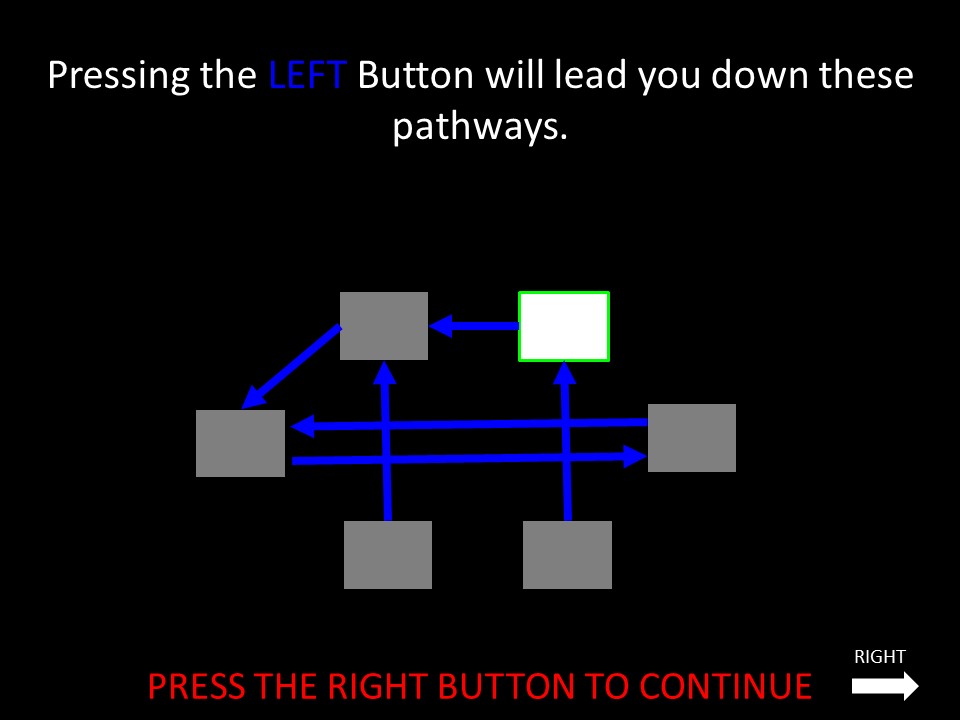 Pressing the LEFT Button will lead you down these
pathways.
RIGHT
PRESS THE RIGHT BUTTON TO CONTINUE